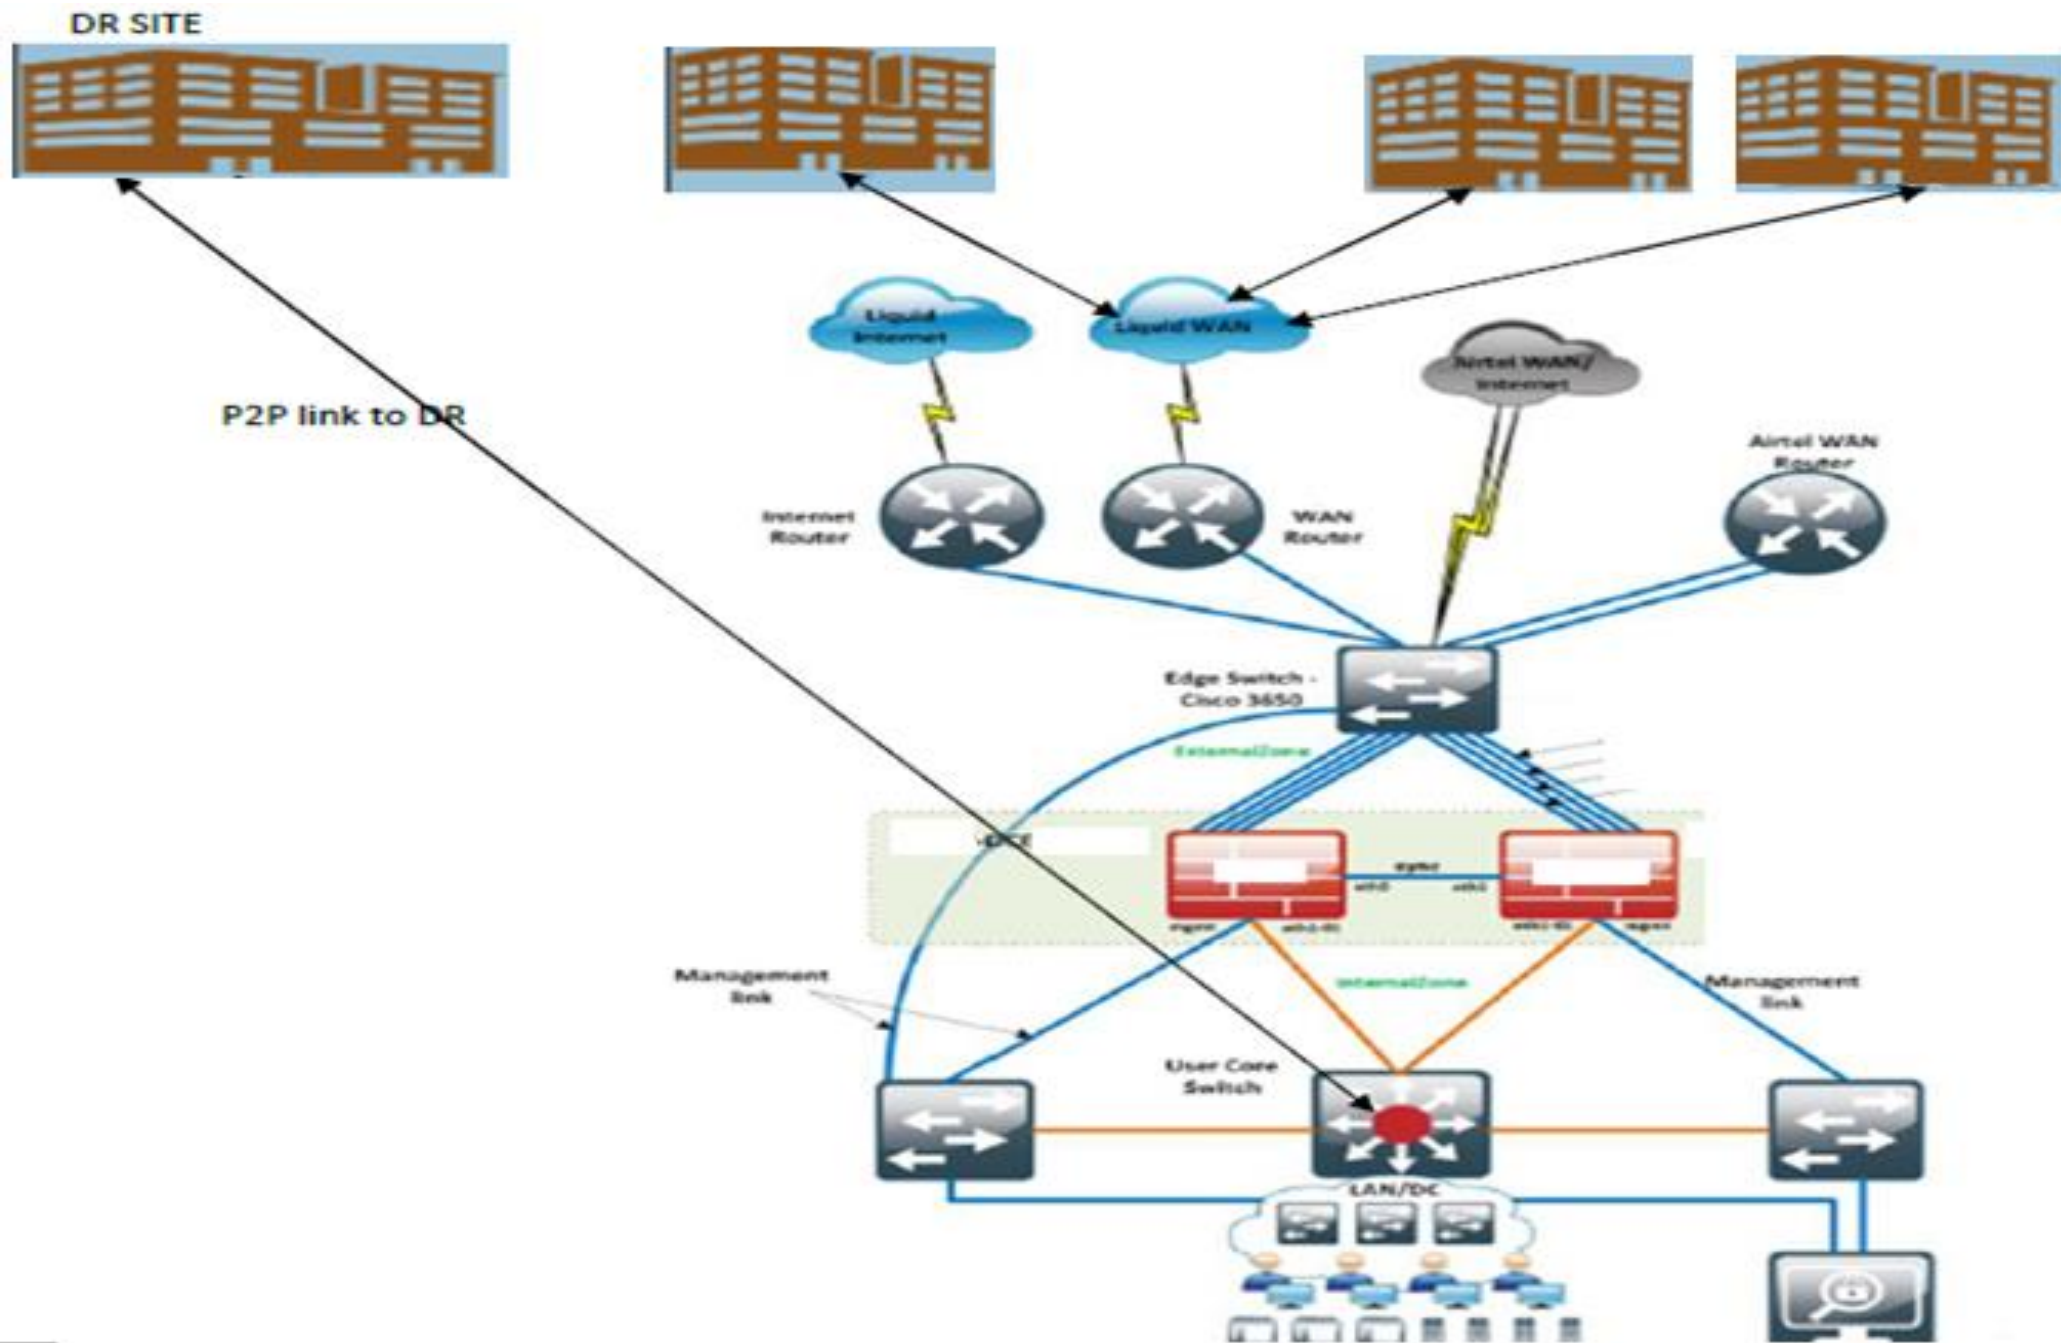 DR SITE
Liquid
Internet
Liquid WAN
Airtel WAN/
Internet
P2P link to DR
Airtel WAN
Router
Internet
Router
WAN
Router
Edge Switch -
Cisco 3650
ExternalZone
sync
Management
link
InternalZone
Management
link
User Core
Switch
LAN/DC